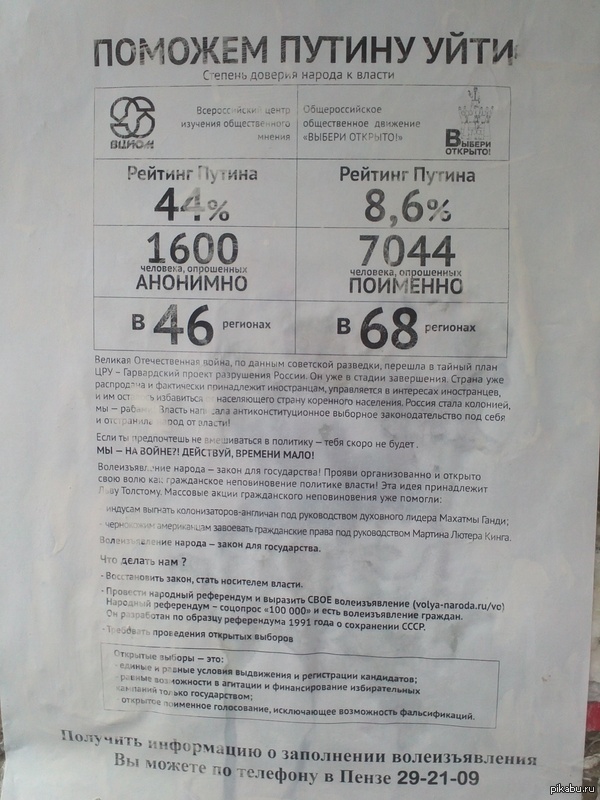 ПОМОЖЕМ ПУТИНУ УЙТИ
Степень доверия народа к власти
Всероссийский центр
изучения общественного
мнения
ВЦИОМ
Общероссийское
общественное движение
«ВЫБЕРИ ОТКРЫТО!»
ВЫБЕРИ
ОТКРЫТО!
Рейтинг Путина
44%
Рейтинг Путина
8,6%
1600
человека, опрошенных
АНОНИМНО
7044
человека, опрошенных
ПОИМЕННО
в 46 регионах
в 68 регионах
Великая Отечественная война, по данным советской разведки, перешла в тайный план
ЦРУ – Гарвардский проект разрушения России. Он уже в стадии завершения. Страна уже
распродана и фактически принадлежит иностранцам, управляется в интересах иностранцев,
и им избавиться населяющего страну коренного населения. Россия стала колонией,
мы – рабы. Власть написала антиконституционное выборное законодательство под себя
и отстранила народ от власти!
Если ты предпочтешь не вмешиваться в политику – тебя скоро не будет.
МЫ — НА ВОЙНЕ?! ДЕЙСТВУЙ, ВРЕМЕНИ МАЛО!
Волеизъявление народа – закон для государства! Прояви организованно и открыто
свою волю как гражданское неповиновение политике власти! Эта идея принадлежит
Льву Толстому. Массовые акции гражданского неповиновения уже помогли:
индусам выгнать колонизаторов-англичан под руководством духовного лидера Махатмы Ганди;
- чернокожим американцам завоевать гражданские права под руководством Мартина Лютера Кинга.
Волеизъявление народа – закон для государства.
Что делать нам ?
- Восстановить закон, стать носителем власти.
- Провести народный референдум и выразить СВОЕ волеизъявление (volya-naroda.ru/vo)
Народный референдум – соцопрос «100 000» и есть волеизъявление граждан.
Он разработан по образцу референдума 1991 года о сохранении СССР.
- Требовать проведения открытых выборов
Открытые выборы — это:
- единые и равные условия выдвижения и регистрации кандидатов;
- равные возможности в агитации и финансирование избирательных
кампаний только государством;
- открытое поименное голосование, исключающее возможность фальсификаций.
Получить информацию о заполнении волеизъявления
Вы можете по телефону в Пензе 29-21-09
pikabu.ru